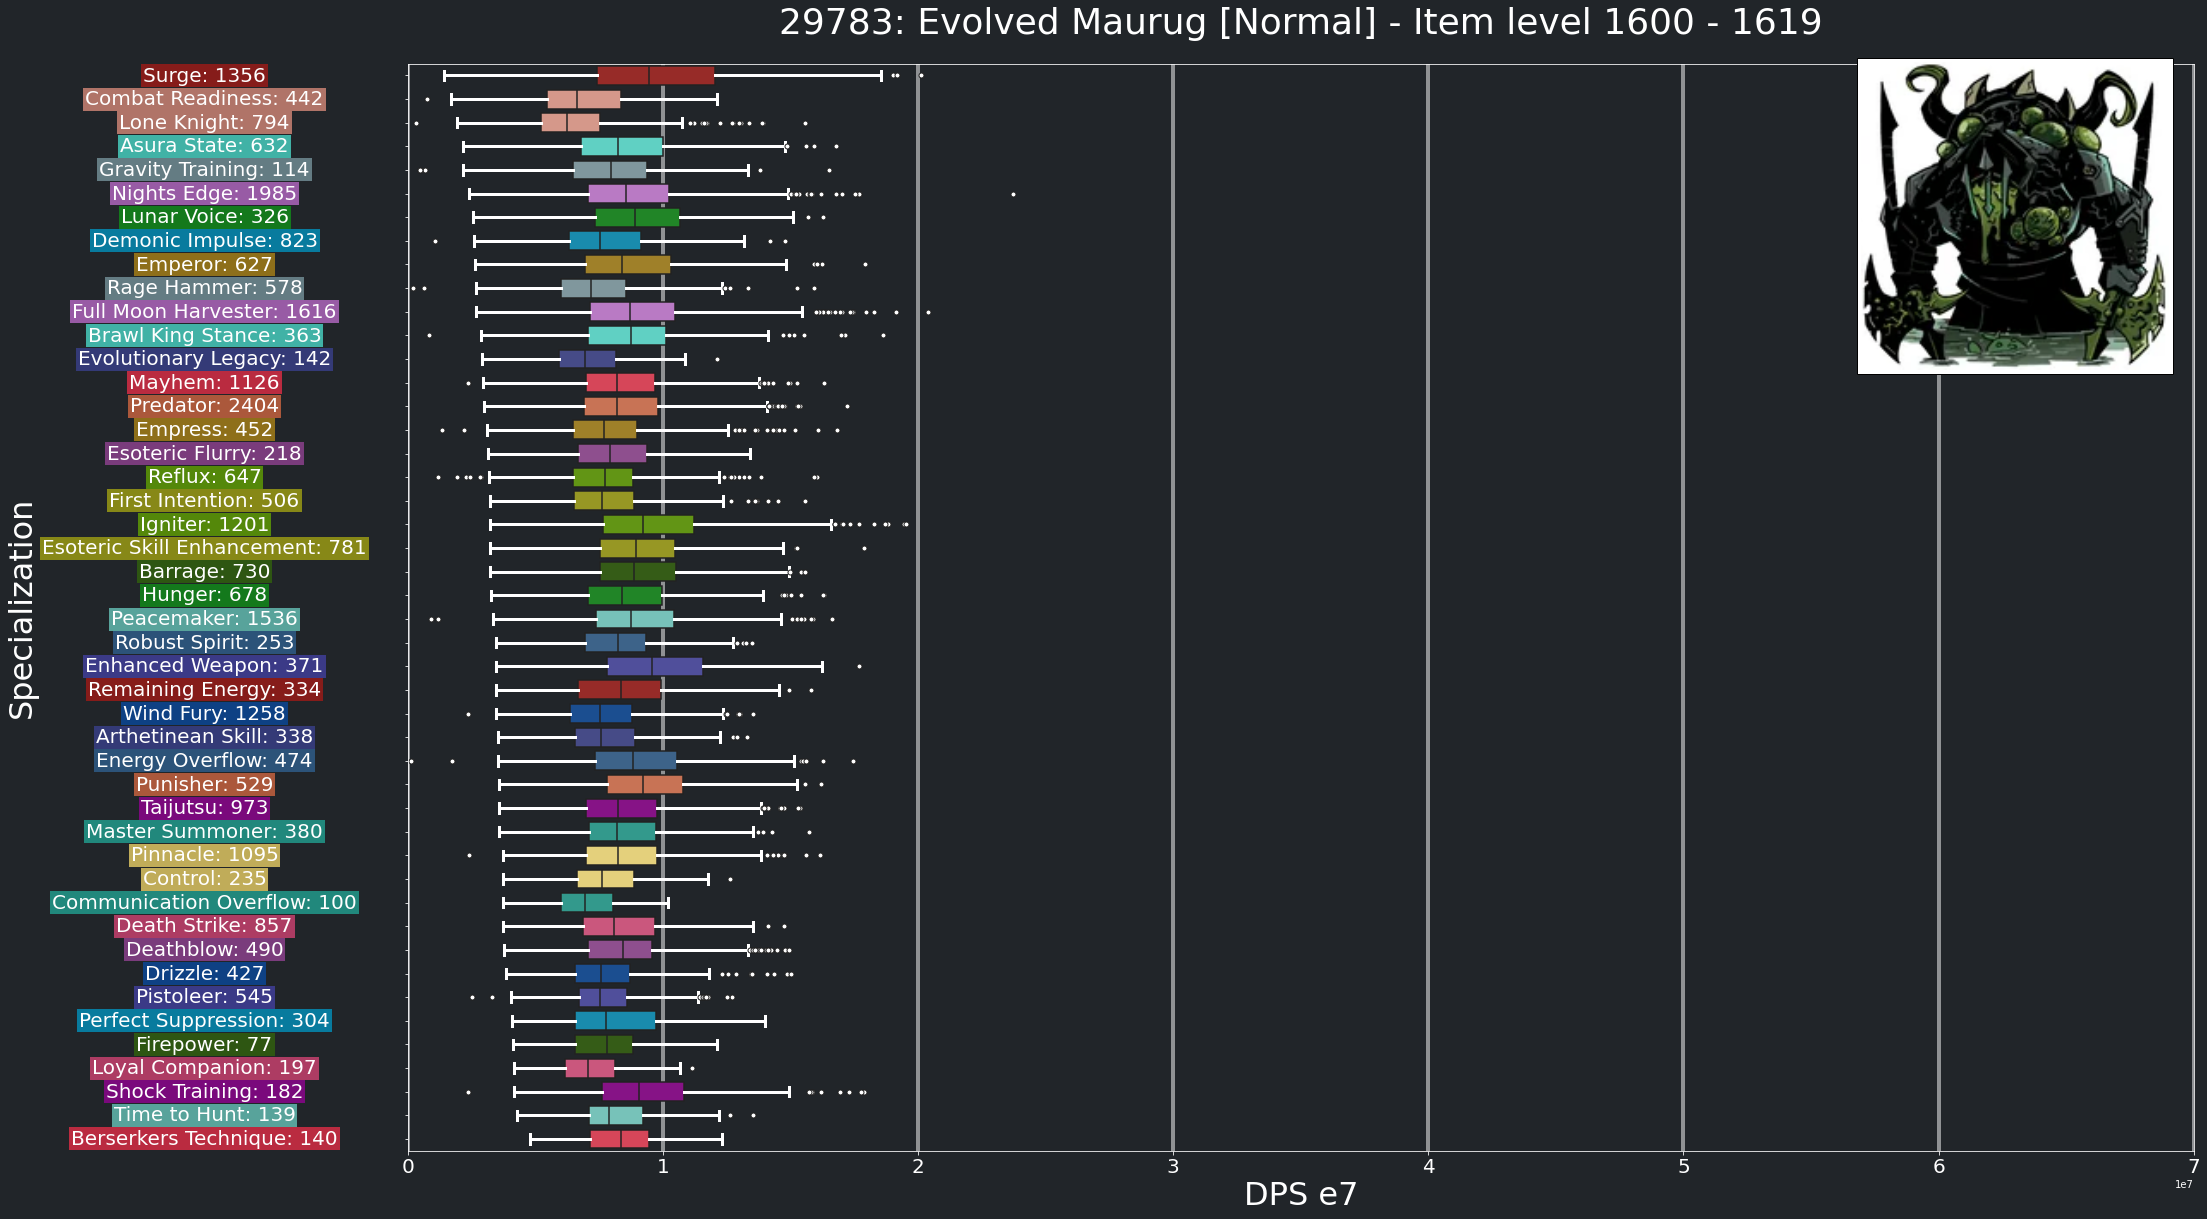 29783: Evolved Maurug [Normal] - Item level 1600 - 1619
Specialization
Surge: 1356
Combat Readiness: 442
Lone Knight: 794
Asura State: 632
Gravity Training: 114
Nights Edge: 1985
Lunar Voice: 326
Demonic Impulse: 823
Emperor: 627
Rage Hammer: 578
Full Moon Harvester: 1616
Brawl King Stance: 363
Evolutionary Legacy: 142
Mayhem: 1126
Predator: 2404
Empress: 452
Esoteric Flurry: 218
Reflux: 647
First Intention: 506
Igniter: 1201
Esoteric Skill Enhancement: 781
Barrage: 730
Hunger: 678
Peacemaker: 1536
Robust Spirit: 253
Enhanced Weapon: 371
Remaining Energy: 334
Wind Fury: 1258
Arthetinean Skill: 338
Energy Overflow: 474
Punisher: 529
Taijutsu: 973
Master Summoner: 380
Pinnacle: 1095
Control: 235
Communication Overflow: 100
Death Strike: 857
Deathblow: 490
Drizzle: 427
Pistoleer: 545
Perfect Suppression: 304
Firepower: 77
Loyal Companion: 197
Shock Training: 182
Time to Hunt: 139
Berserkers Technique: 140
0 1 2 3 4 5 6 7
1e7
DPS e7